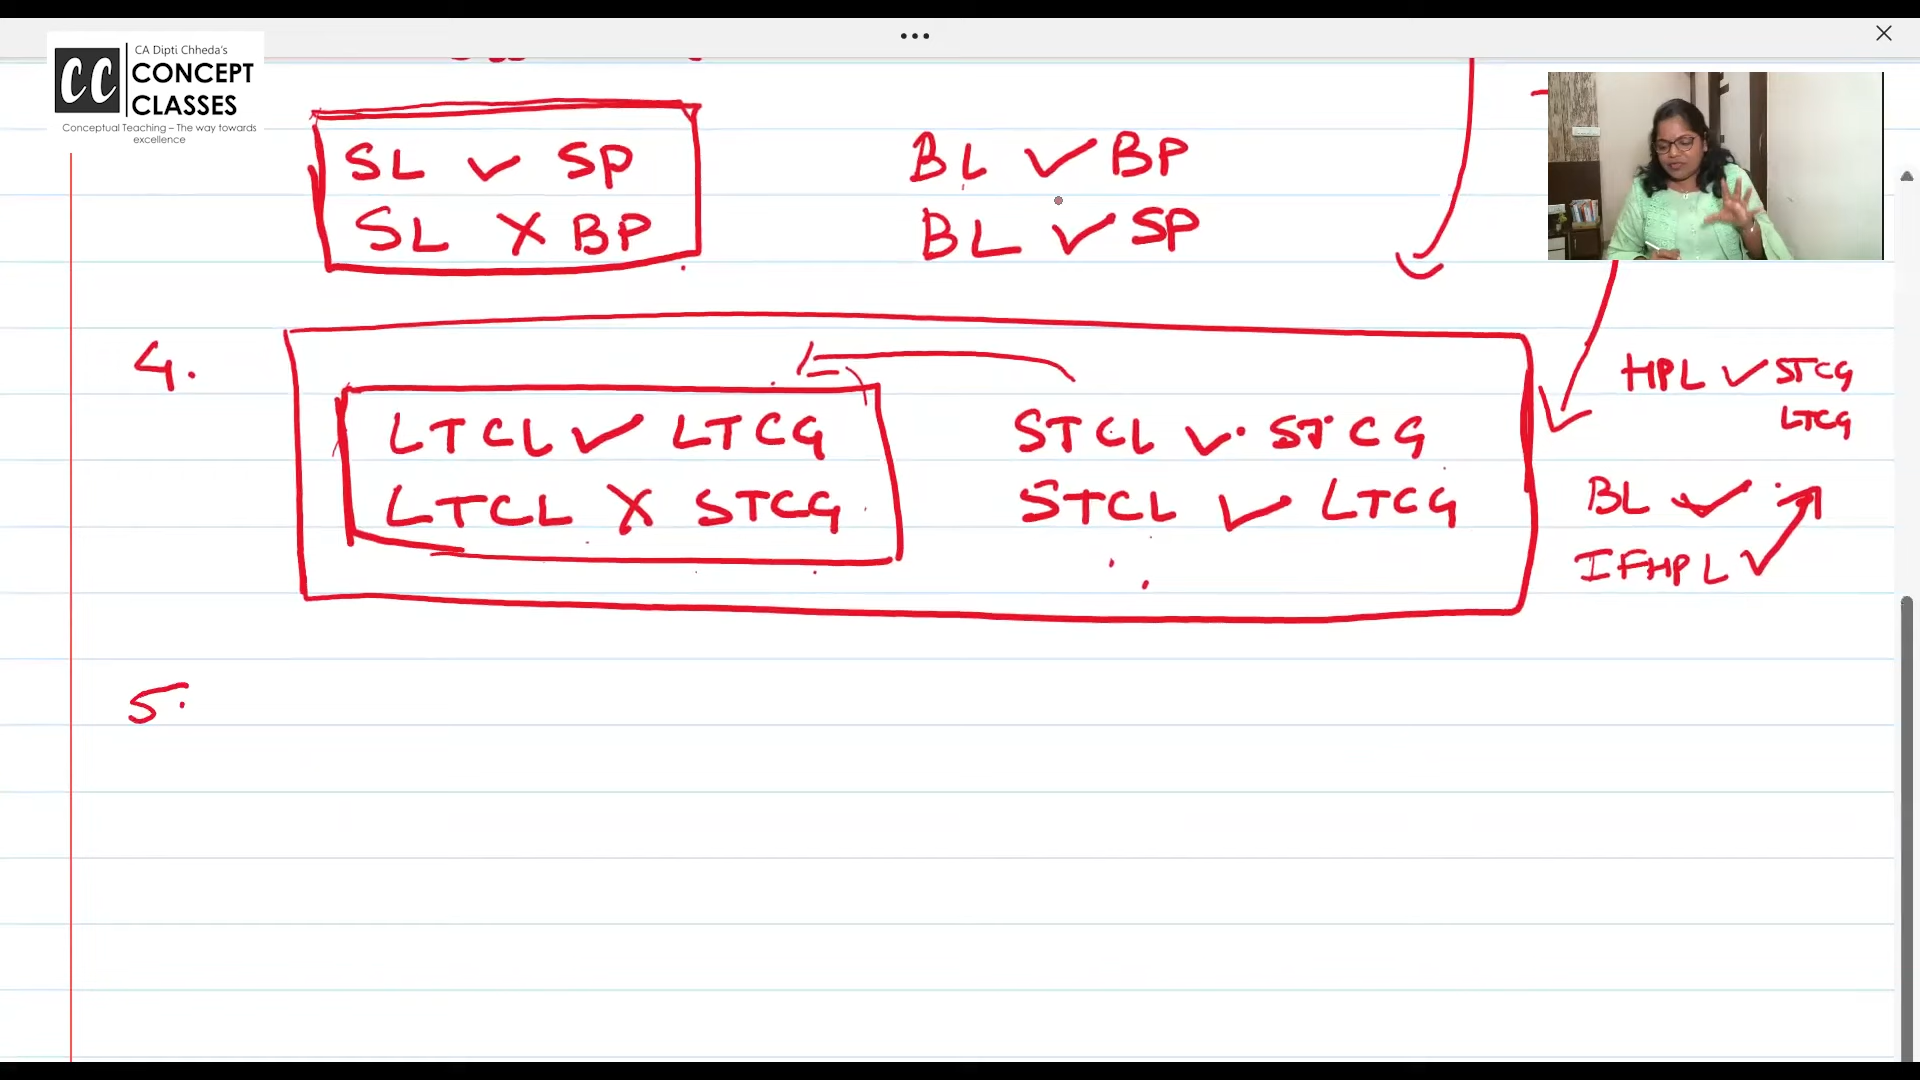 CC
CA Dipti Chheda's
CONCEPT
CLASSES
Conceptual Teaching – The way towards
excellence
SL ✓ SP
SL X BP
BL ✓ BP
BL ✓ SP
4.
LTCL ✓ LTCG
LTCL X STCG
STCL ✓ STCG
STCL ✓ LTCG
HPL ✓ STCG
LTCG
BL ✓
IFHPL ✓
5.